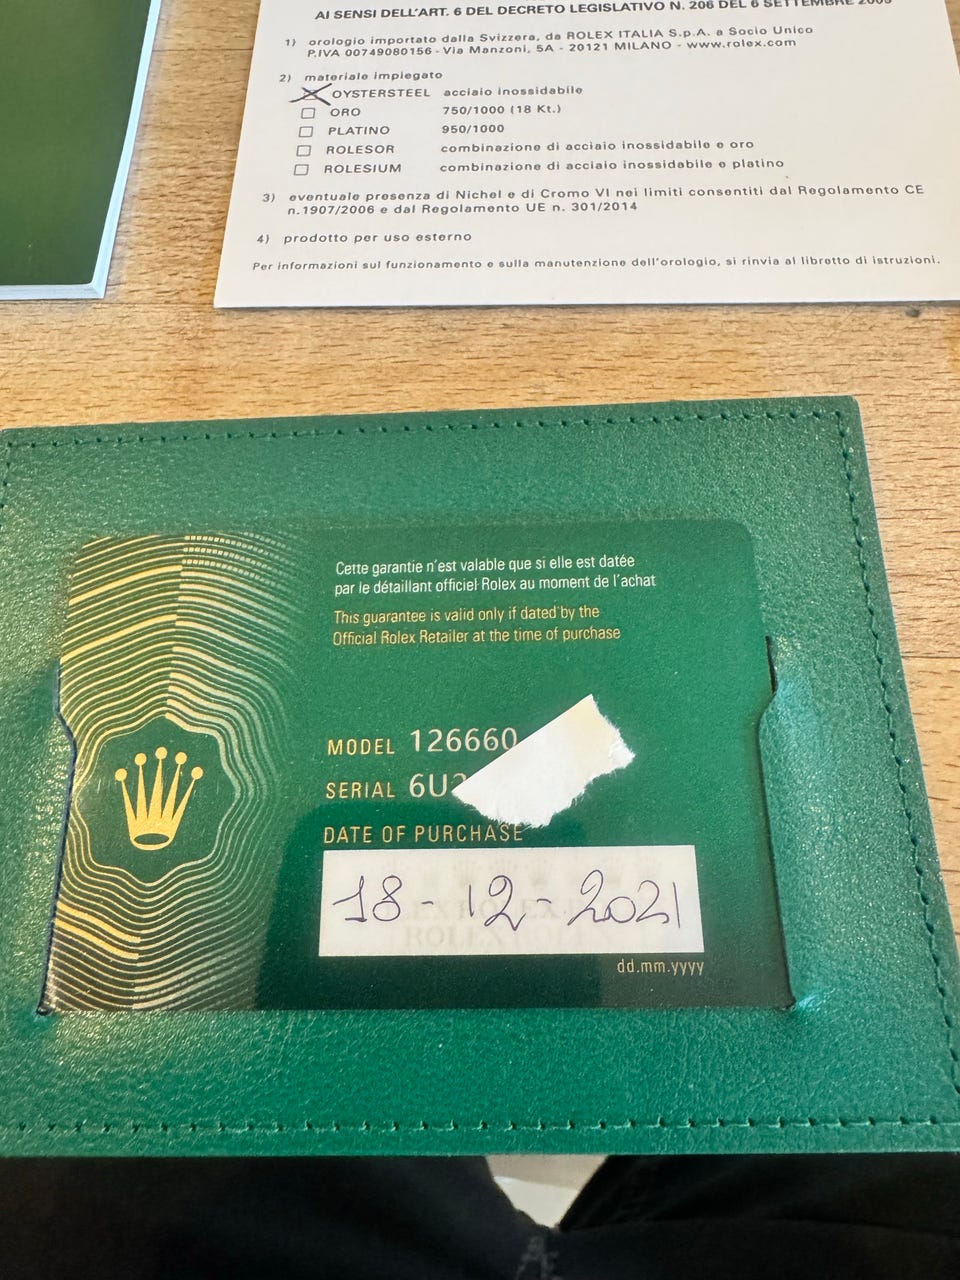 AI SENSI DELL'ART. 6 DEL DECRETO LEGISLATIVO N. 206 DEL 6 SETTEMBRE 2005
1) orologio importato dalla Svizzera, da ROLEX ITALIA S.p.A. a Socio Unico
P.IVA 00749080156 - Via Manzoni, 5A - 20121 MILANO - www.rolex.com
2) materiale impiegato
OYSTERSTEEL acciaio inossidabile
ORO 750/1000 (18 Kt.)
PLATINO 950/1000
ROLESOR combinazione di acciaio inossidabile e oro
ROLESIUM combinazione di acciaio inossidabile e platino
3) eventuale presenza di Nichel e di Cromo VI nei limiti consentiti dal Regolamento CE
n.1907/2006 e dal Regolamento UE n. 301/2014
4) prodotto per uso esterno
Per informazioni sul funzionamento e sulla manutenzione dell'orologio, si rinvia al libretto di istruzioni.
Cette garantie n'est valable que si elle est datée
par le détaillant officiel Rolex au moment de l'achat
This guarantee is valid only if dated by the
Official Rolex Retailer at the time of purchase
MODEL 126660
SERIAL 6U
DATE OF PURCHASE
18-12-2021
dd.mm.yyyy